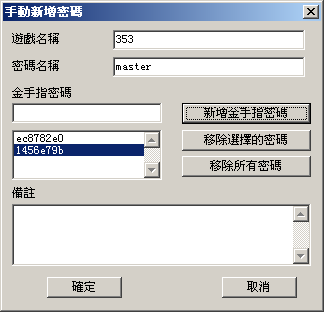 手動新增密碼
遊戲名稱 353
密碼名稱 master
金手指密碼
新增金手指密碼
ec8782e0
1456e79b
移除選擇的密碼
移除所有密碼
備註
確定 取消